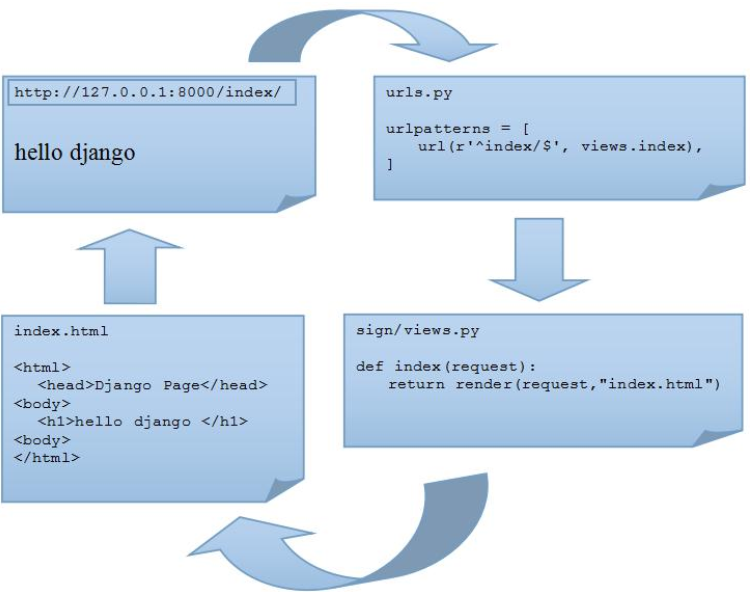 http://127.0.0.1:8000/index/
hello django
urls.py
urlpatterns = [
url(r'^index/$', views.index),
]
sign/views.py
def index(request):
return render(request,"index.html")
index.html
<html>
<head>Django Page</head>
<body>
<h1>hello django </h1>
<body>
</html>